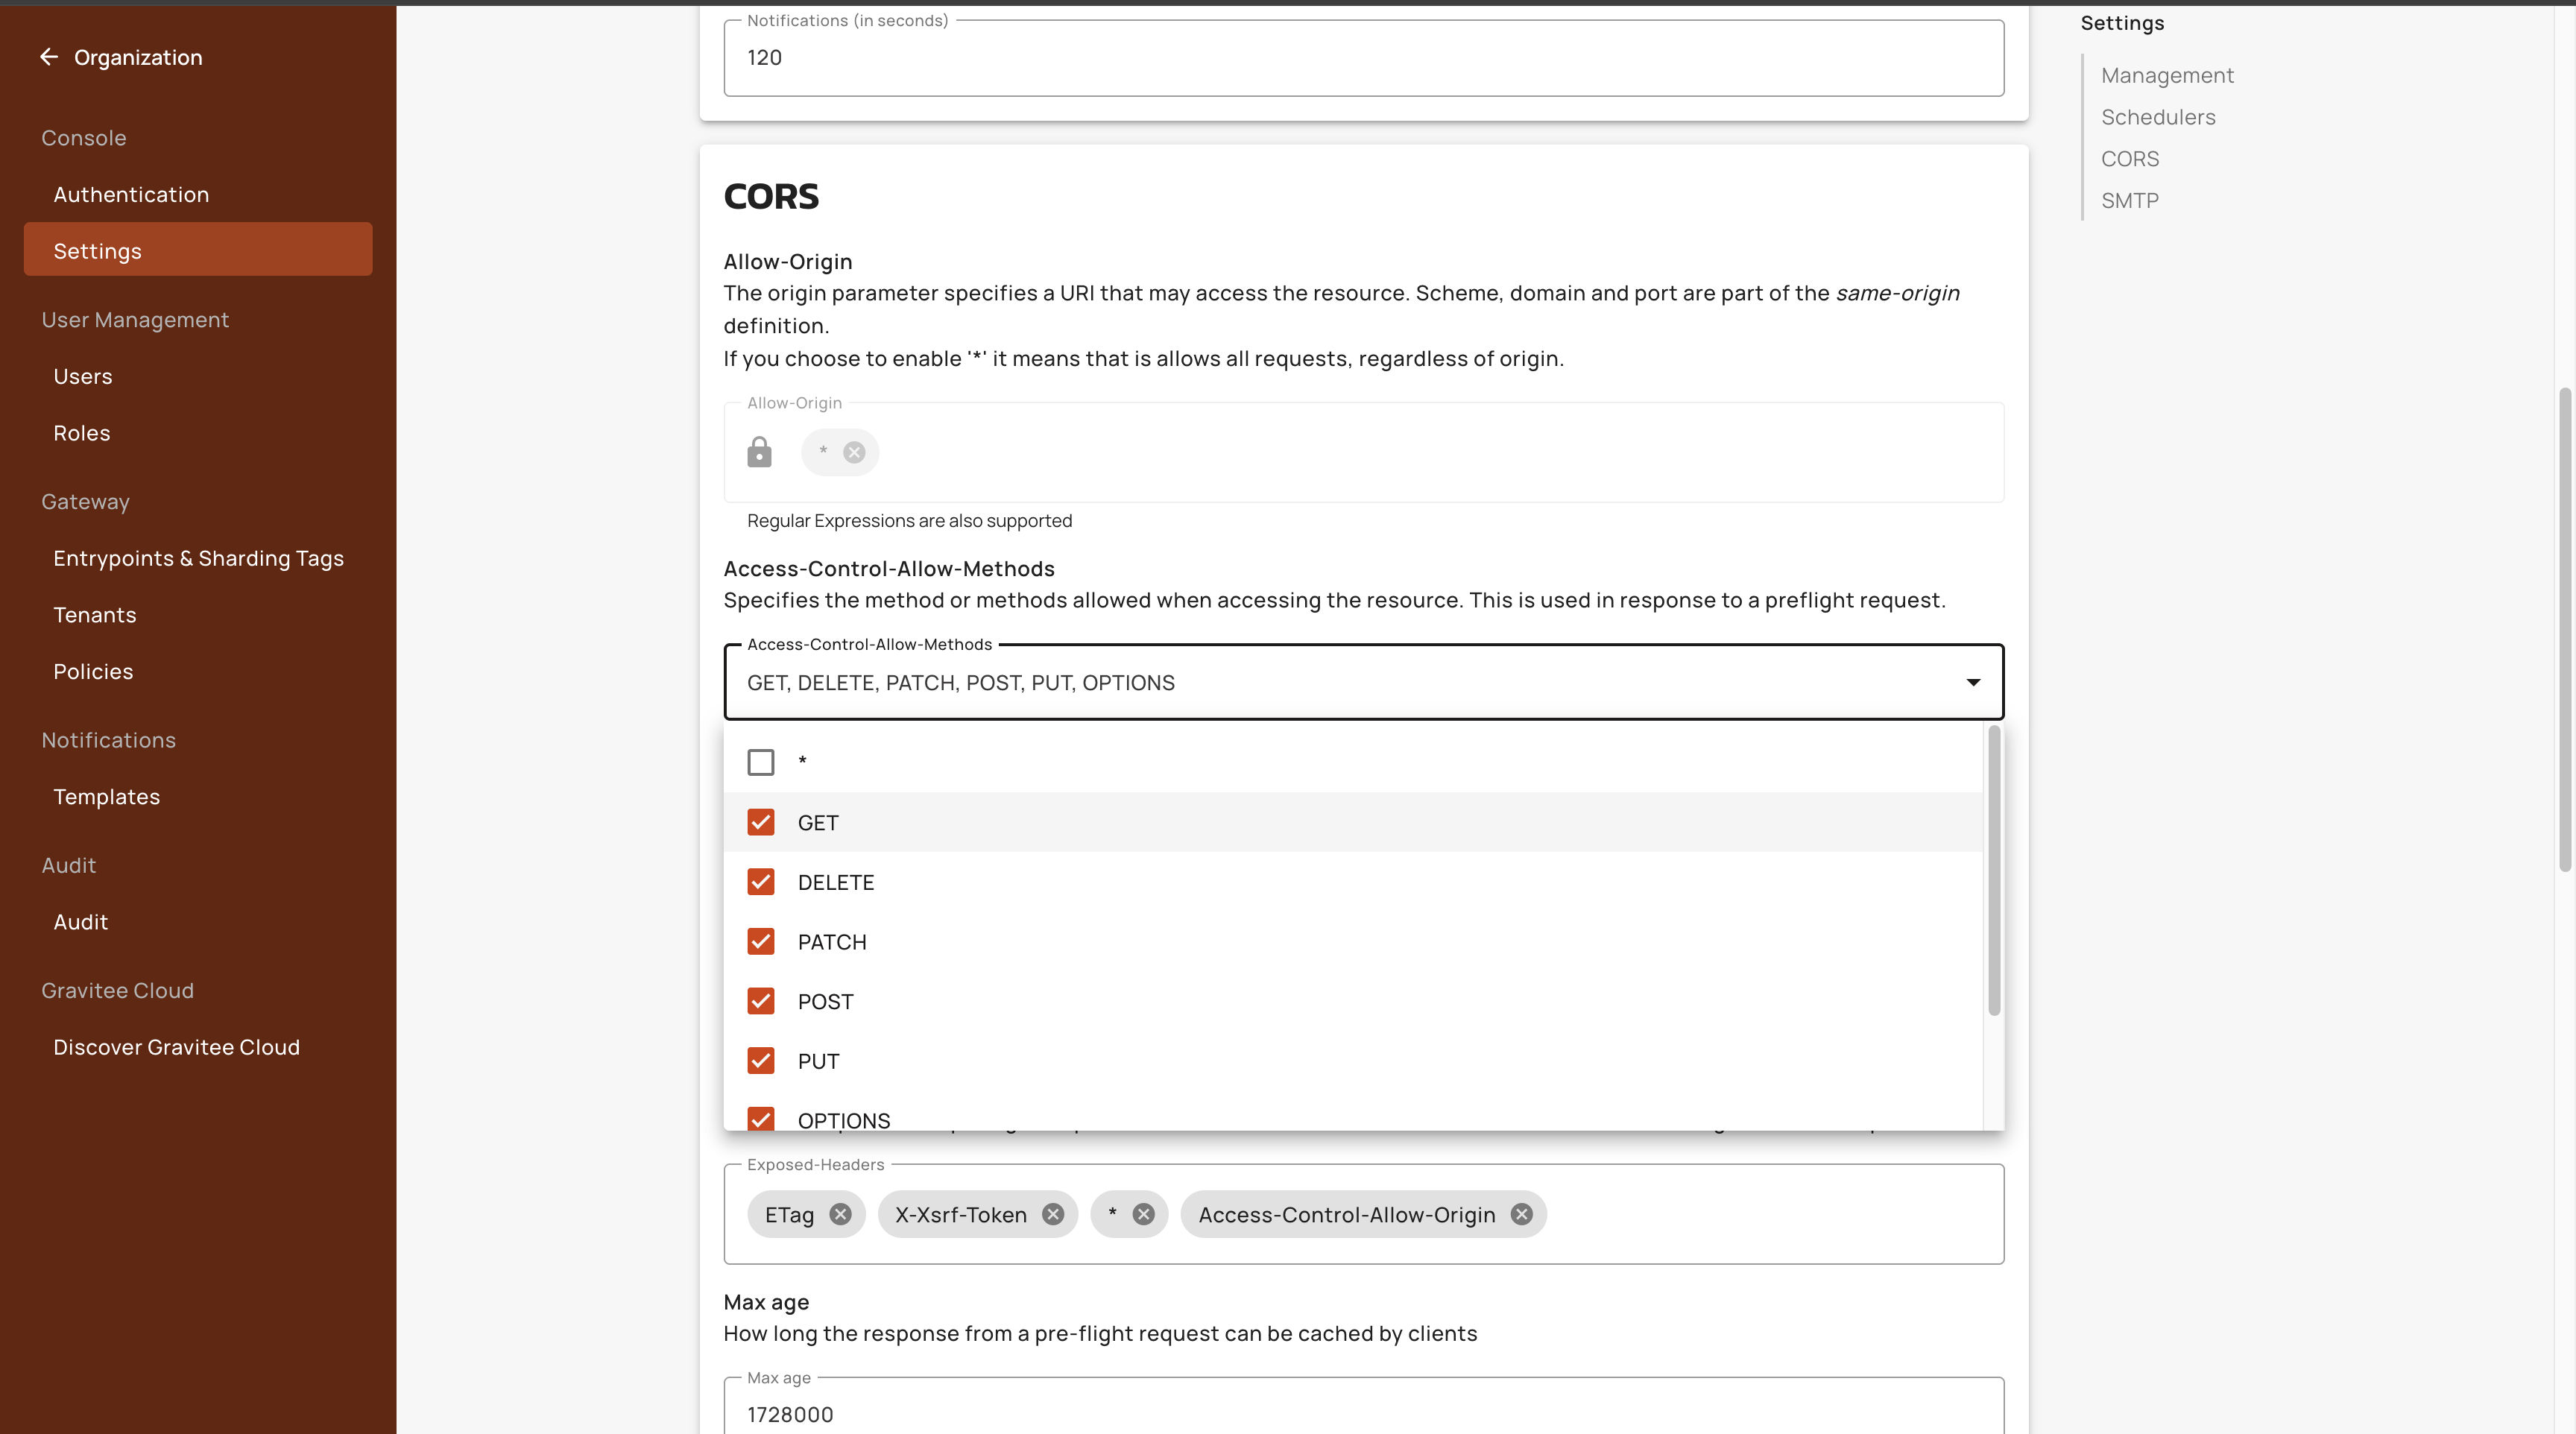 Organization
Console
Authentication
Settings
User Management
Users
Roles
Gateway
Entrypoints & Sharding Tags
Tenants
Policies
Notifications
Templates
Audit
Audit
Gravitee Cloud
Discover Gravitee Cloud
Notifications (in seconds)
120
CORS
Allow-Origin
The origin parameter specifies a URI that may access the resource. Scheme, domain and port are part of the same-origin
definition.
If you choose to enable '*' it means that is allows all requests, regardless of origin.
Allow-Origin
*
Regular Expressions are also supported
Access-Control-Allow-Methods
Specifies the method or methods allowed when accessing the resource. This is used in response to a preflight request.
Access-Control-Allow-Methods
GET, DELETE, PATCH, POST, PUT, OPTIONS
*
GET
DELETE
PATCH
POST
PUT
OPTIONS
Exposed-Headers
ETag X-Xsrf-Token * Access-Control-Allow-Origin
Max age
How long the response from a pre-flight request can be cached by clients
Max age
1728000
Settings
Management
Schedulers
CORS
SMTP